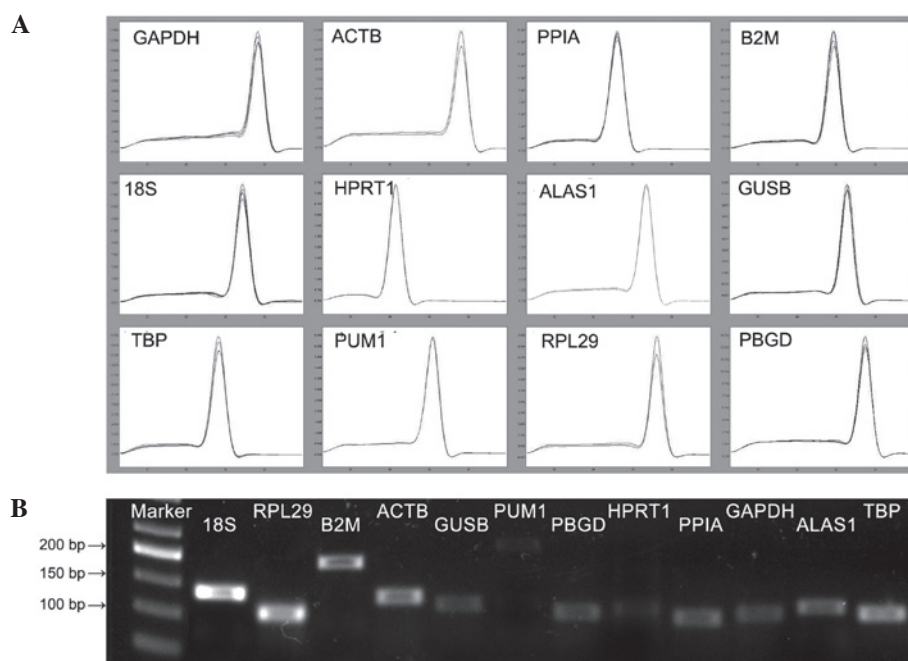 A
GAPDH ACTB PPIA B2M
18S HPRT1 ALAS1 GUSB
TBP PUM1 RPL29 PBGD
B
Marker 18S RPL29 B2M ACTB GUSB PUM1 PBGD HPRT1 PPIA GAPDH ALAS1 TBP
200 bp→
150 bp→
100 bp→